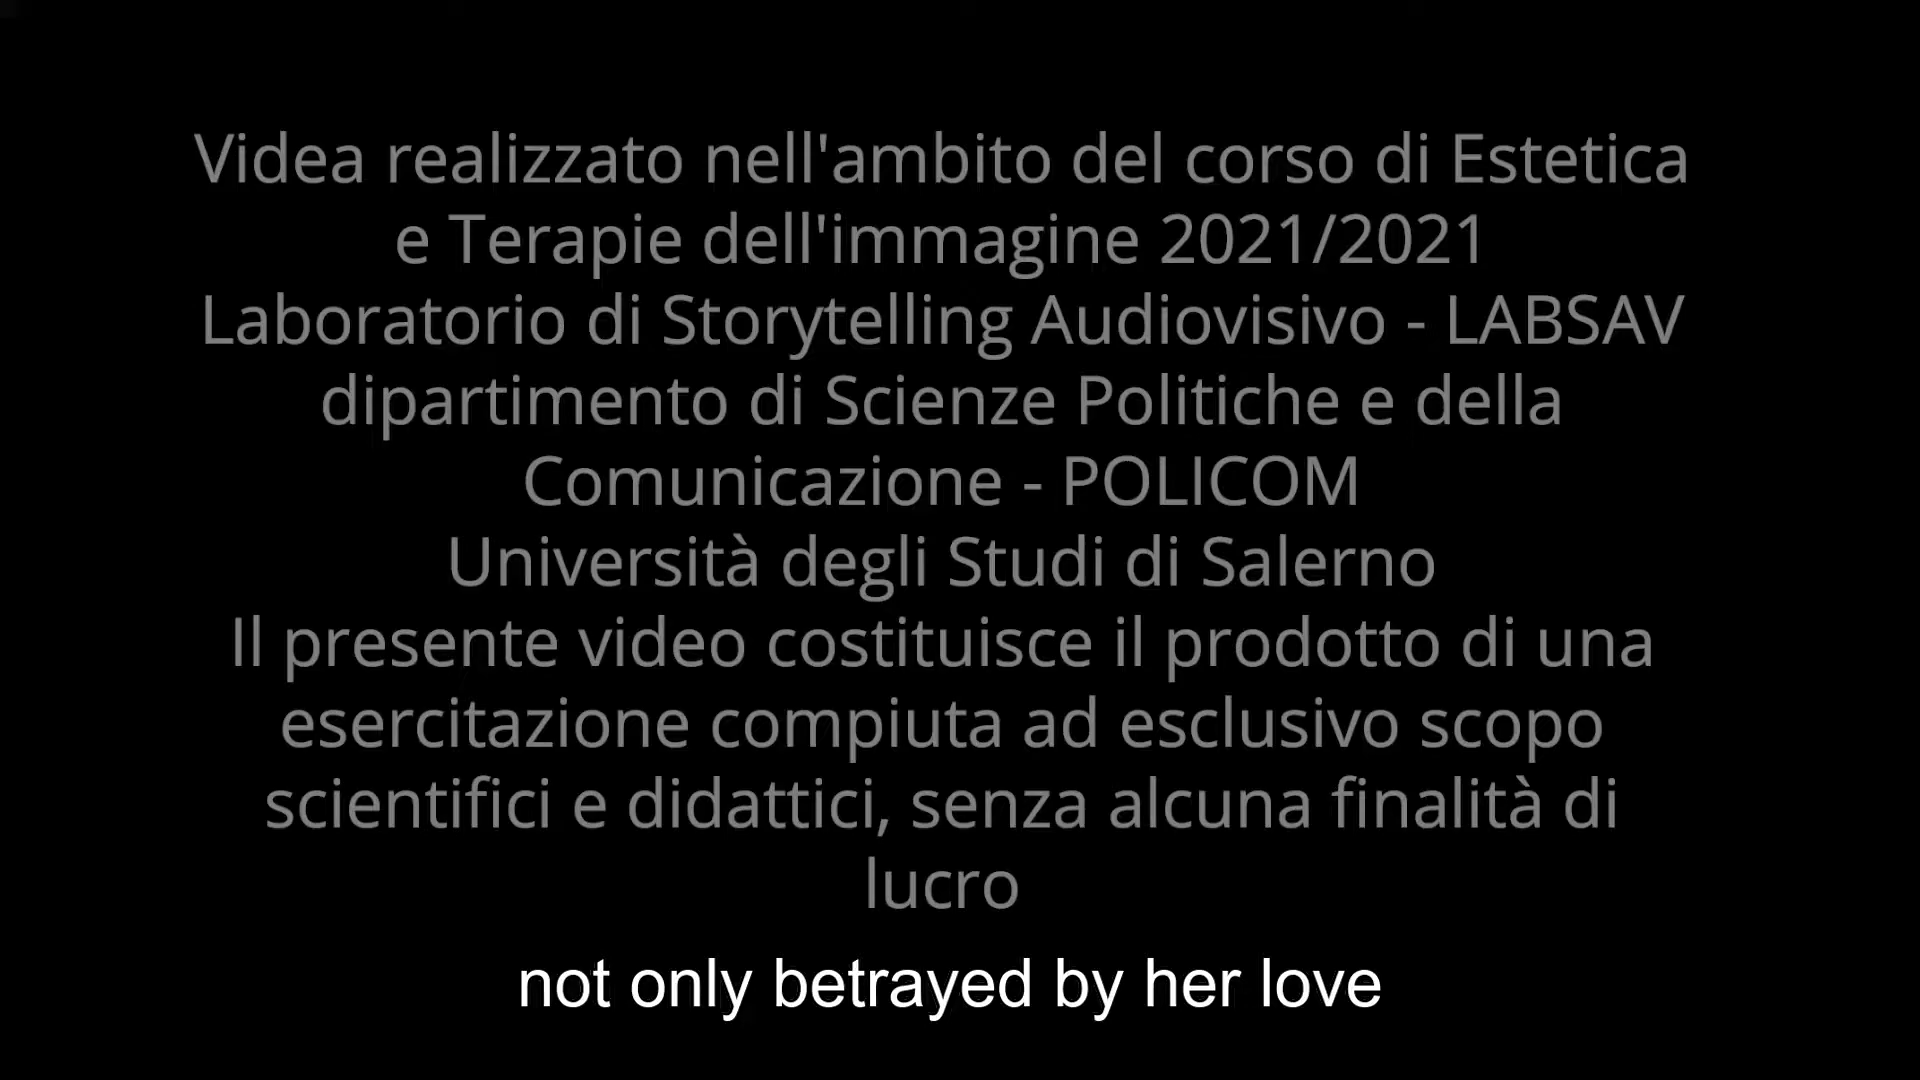 Videa realizzato nell'ambito del corso di Estetica
e Terapie dell'immagine 2021/2021
Laboratorio di Storytelling Audiovisivo - LABSAV
dipartimento di Scienze Politiche e della
Comunicazione - POLICOM
Università degli Studi di Salerno
Il presente video costituisce il prodotto di una
esercitazione compiuta ad esclusivo scopo
scientifici e didattici, senza alcuna finalità di
lucro
not only betrayed by her love